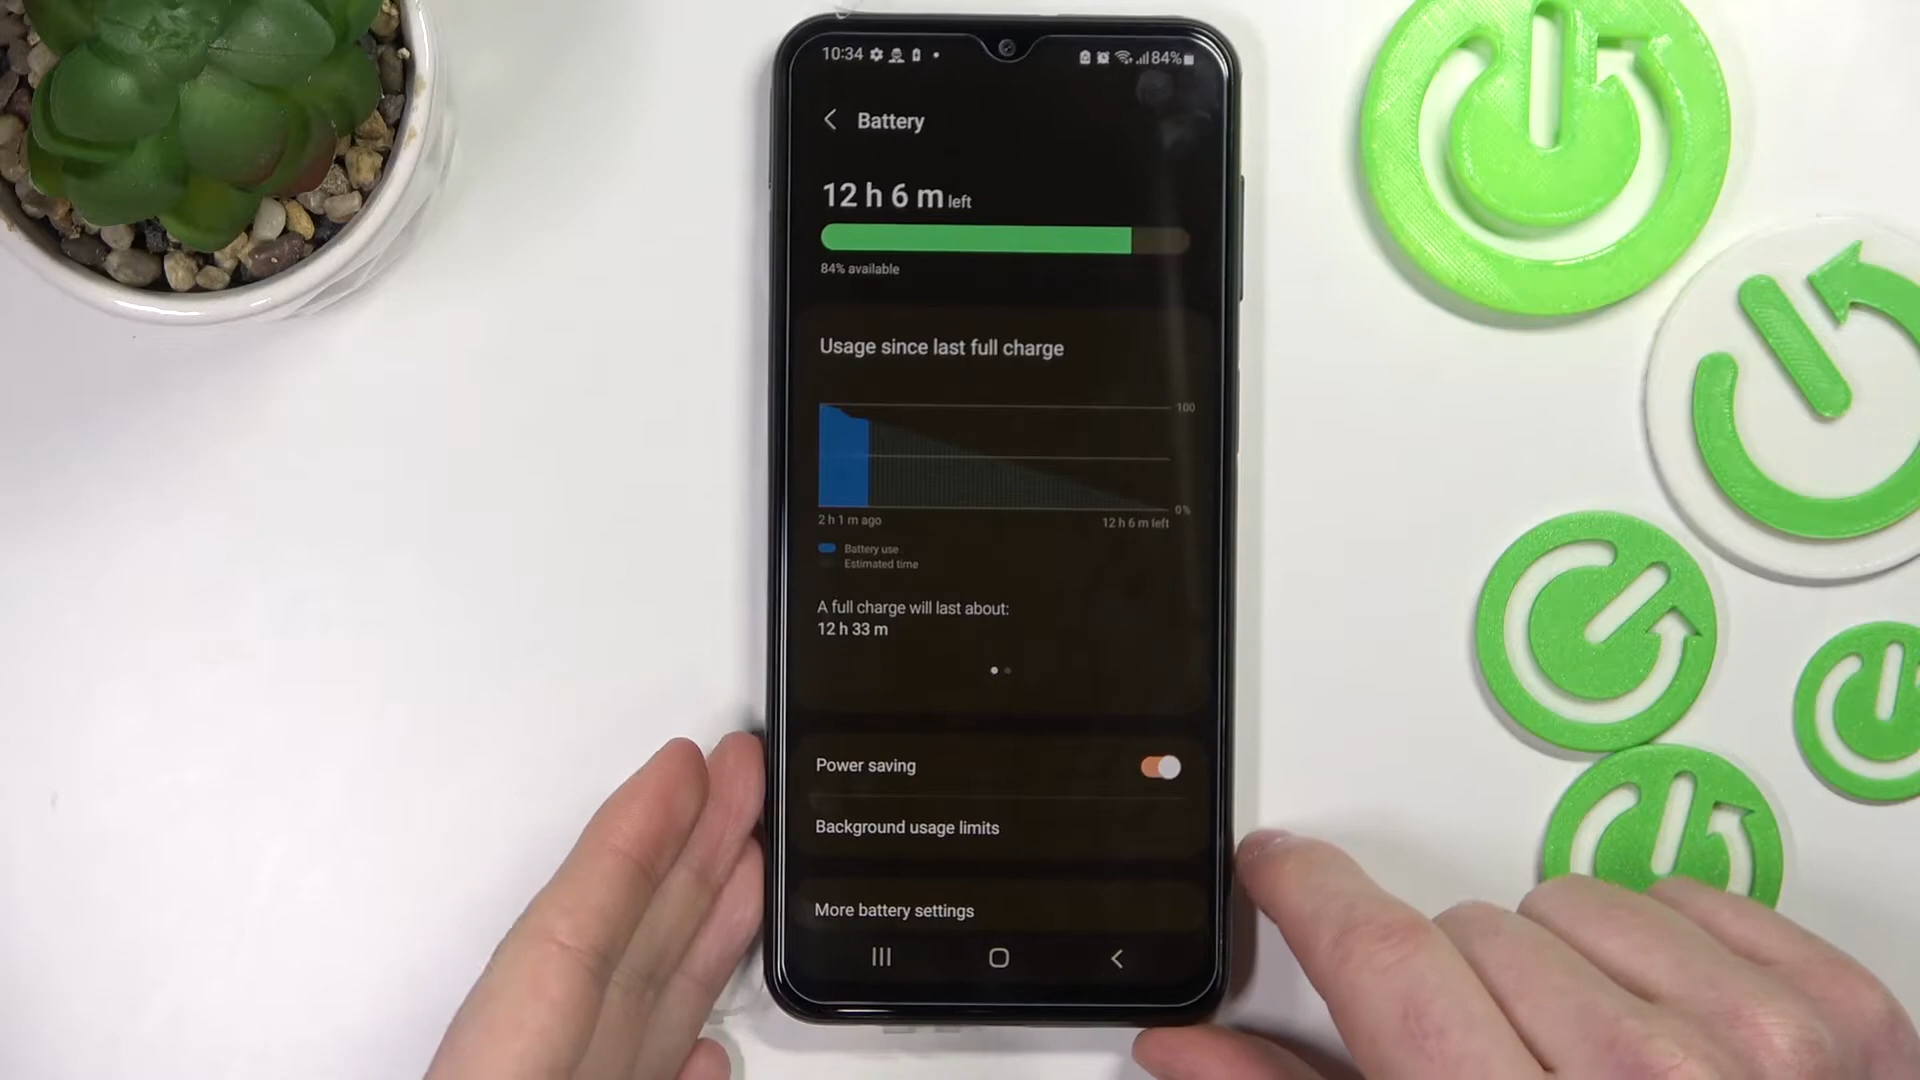 10:34 84%
Battery
12 h 6 m left
84% available
Usage since last full charge
100
0%
2 h 1 m ago 12 h 6 m left
Battery use
Estimated time
A full charge will last about:
12 h 33 m
Power saving
Background usage limits
More battery settings